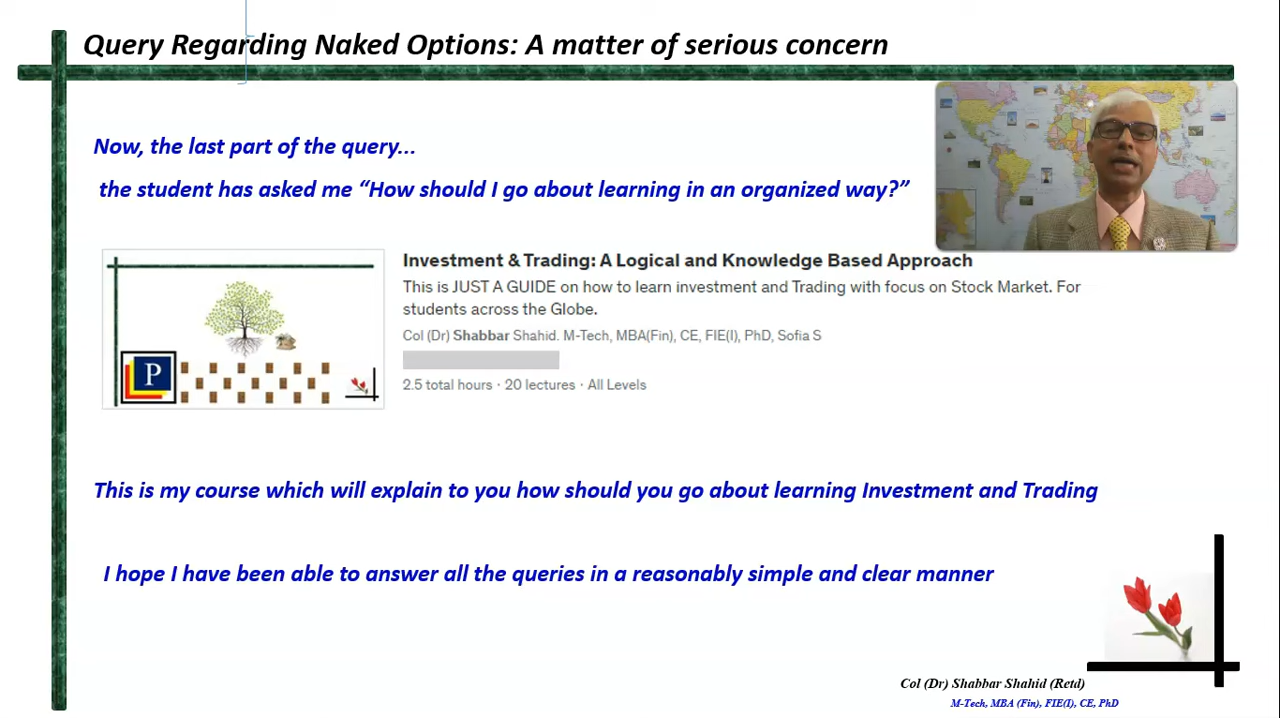 Query Regarding Naked Options: A matter of serious concern
Now, the last part of the query...
the student has asked me “How should I go about learning in an organized way?”
Investment & Trading: A Logical and Knowledge Based Approach
This is JUST A GUIDE on how to learn investment and Trading with focus on Stock Market. For
students across the Globe.
Col (Dr) Shabbar Shahid. M-Tech, MBA(Fin), CE, FIE(I), PhD, Sofia S
2.5 total hours · 20 lectures · All Levels
P
This is my course which will explain to you how should you go about learning Investment and Trading
I hope I have been able to answer all the queries in a reasonably simple and clear manner
Col (Dr) Shabbar Shahid (Retd)
M-Tech, MBA (Fin), FIE(I), CE, PhD